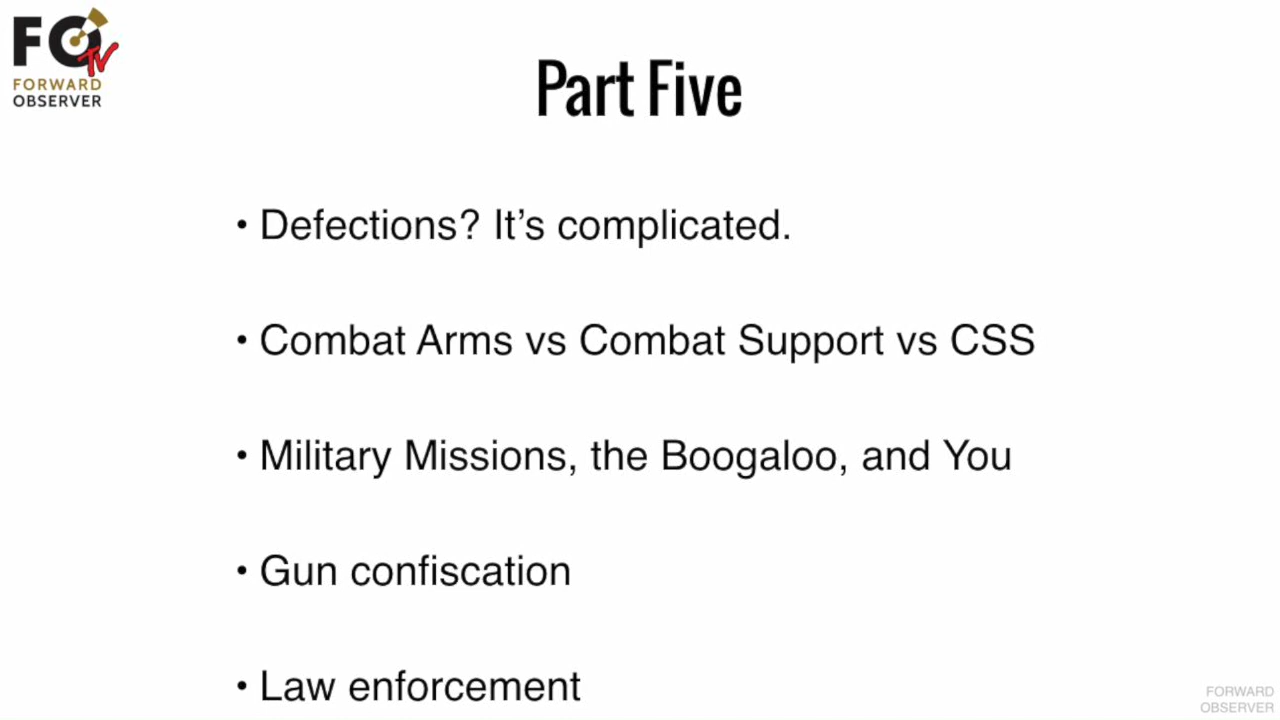 FO TV
FORWARD
OBSERVER
Part Five
• Defections? It’s complicated.
• Combat Arms vs Combat Support vs CSS
• Military Missions, the Boogaloo, and You
• Gun confiscation
• Law enforcement
FORWARD
OBSERVER